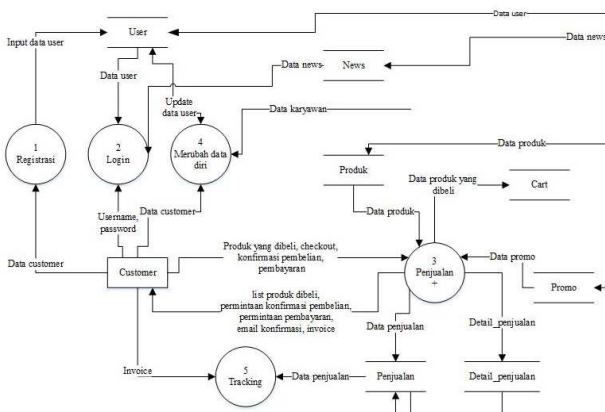 Data user
User
Input data user
Data news
Data news
News
Data user
Update
data user
Data karyawan
1
Registrasi
2
Login
4
Merubah data
diri
Produk
Data produk yang
dibeli
Cart
Data produk
Username,
password
Data customer
Produk yang dibeli, checkout,
konfirmasi pembelian,
pembayaran
3
Penjualan
+
Data promo
Data customer
Customer
Promo
list produk dibeli,
permintaan konfirmasi pembelian,
permintaan pembayaran,
email konfirmasi, invoice
Data penjualan
Detail_penjualan
Invoice
5
Tracking
Data penjualan
Penjualan
Detail_penjualan